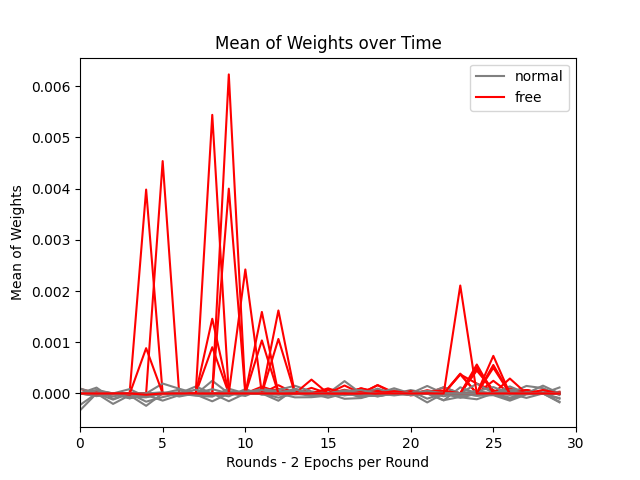 Mean of Weights over Time
normal
free
Mean of Weights
0.006
0.005
0.004
0.003
0.002
0.001
0.000
0 5 10 15 20 25 30
Rounds - 2 Epochs per Round